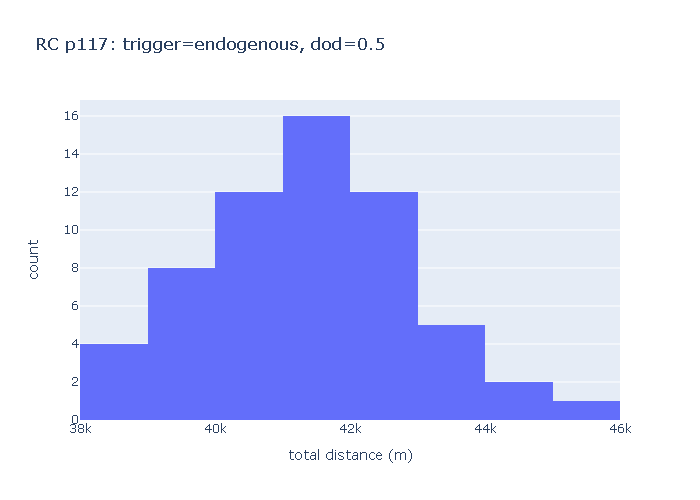 RC p117: trigger=endogenous, dod=0.5
16
14
12
10
8
6
4
2
0
count
38k
40k
42k
44k
46k
total distance (m)